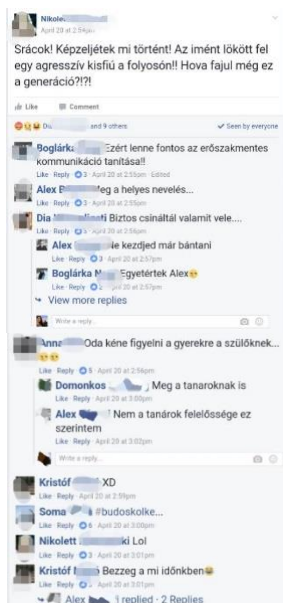 Nikolet
April 20 at 2:54pm
Srácok! Képzeljétek mi történt! Az imént lökött fel
egy agresszív kisfiú a folyosón!! Hova fajul még ez
a generáció?!?!
Like Comment
and 9 others Seen by everyone
Boglárka Ezért lenne fontos az erőszakmentes
kommunikáció tanítása!!
Like · Reply · 3 · April 20 at 2:55pm · Edited
Alex Meg a helyes nevelés...
Like · Reply · 3 · April 20 at 2:55pm
Dia Biztos csináltál valamit vele....
Like · Reply · April 20 at 2:56pm
Alex Ne kezdjed már bántani
Like · Reply · 3 · April 20 at 2:57pm
Boglárka Egyetértek Alex
Like · Reply · 2 · April 20 at 2:57pm
View more replies
Write a reply...
Anna Oda kéne figyelni a gyerekre a szülőknek...
Like · Reply · 5 · April 20 at 2:56pm
Domonkos Meg a tanaroknak is
Like · Reply · April 20 at 3:00pm
Alex Nem a tanárok felelőssége ez
szerintem
Like · Reply · April 20 at 3:02pm
Write a reply...
Kristóf XD
Like · Reply · April 20 at 2:59pm
Soma #budoskolke...
Like · Reply · 6 · April 20 at 3:00pm
Nikolett ki Lol
Like · Reply · 3 · April 20 at 3:01pm
Kristóf Bezzeg a mi időnkben
Like · Reply · April 20 at 3:01pm
Alex replied · 2 Replies